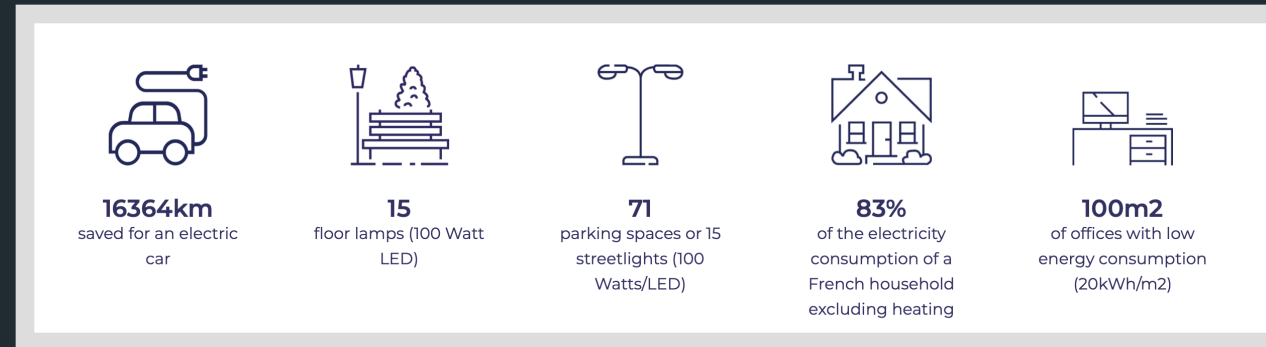 16364km
saved for an electric
car
15
floor lamps (100 Watt
LED)
71
parking spaces or 15
streetlights (100
Watts/LED)
83%
of the electricity
consumption of a
French household
excluding heating
100m2
of offices with low
energy consumption
(20kWh/m2)